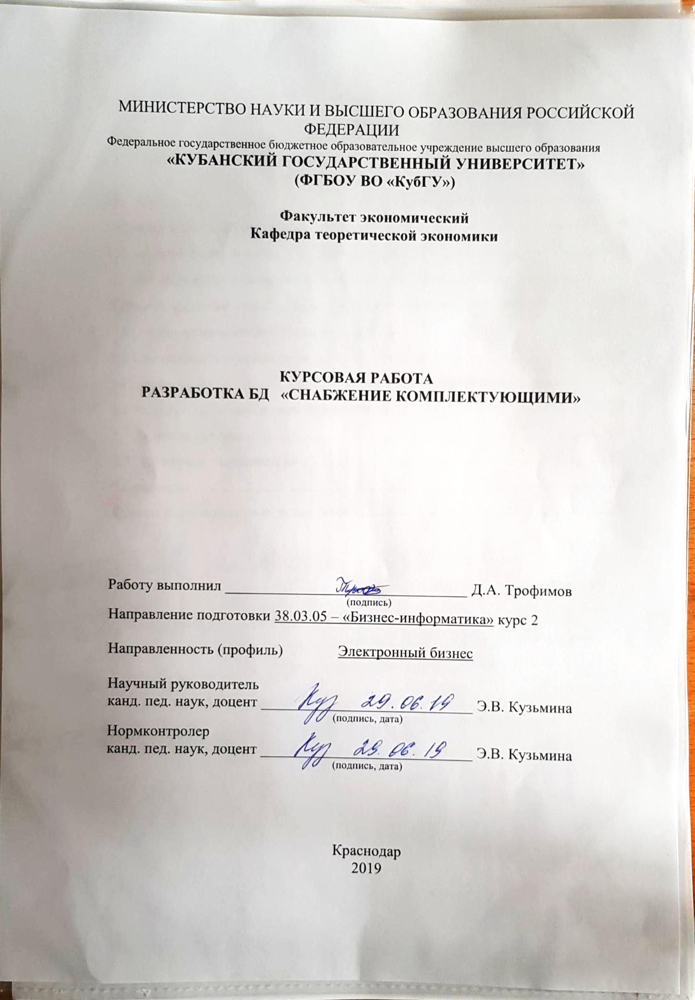 МИНИСТЕРСТВО НАУКИ И ВЫСШЕГО ОБРАЗОВАНИЯ РОССИЙСКОЙ
ФЕДЕРАЦИИ
Федеральное государственное бюджетное образовательное учреждение высшего образования
«КУБАНСКИЙ ГОСУДАРСТВЕННЫЙ УНИВЕРСИТЕТ»
(ФГБОУ ВО «КубГУ»)
Факультет экономический
Кафедра теоретической экономики
КУРСОВАЯ РАБОТА
РАЗРАБОТКА БД «СНАБЖЕНИЕ КОМПЛЕКТУЮЩИМИ»
Работу выполнил Д.А. Трофимов
(подпись)
Направление подготовки 38.03.05 – «Бизнес-информатика» курс 2
Направленность (профиль) Электронный бизнес
Научный руководитель
канд. пед. наук, доцент Куз 29.06.19 Э.В. Кузьмина
(подпись, дата)
Нормконтролер
канд. пед. наук, доцент Куз 29.06.19 Э.В. Кузьмина
(подпись, дата)
Краснодар
2019